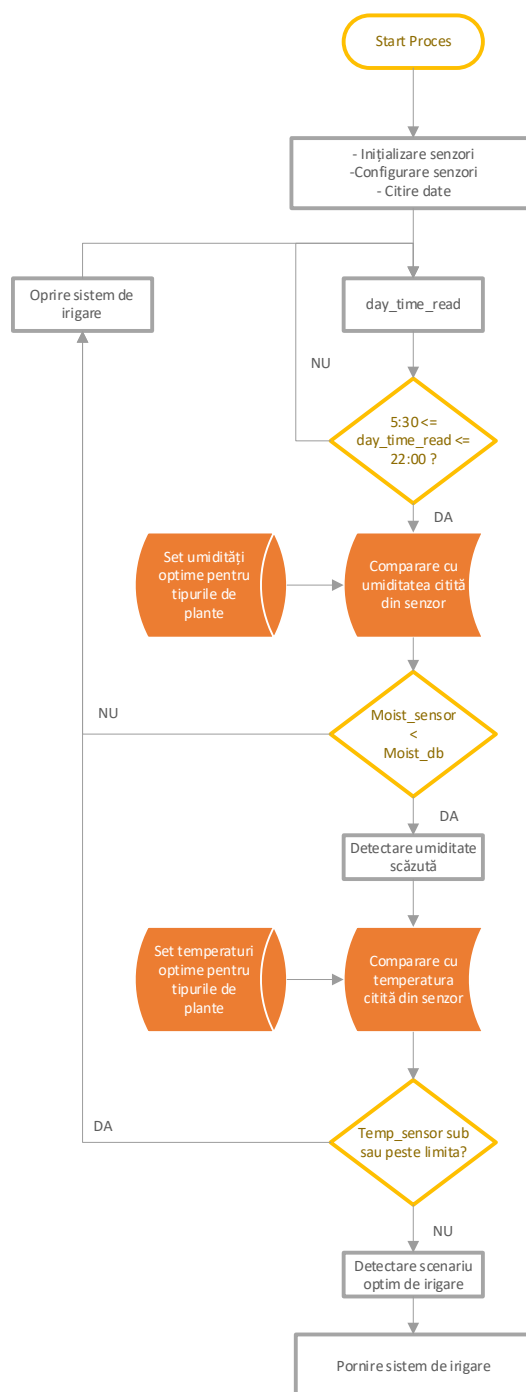 Start Proces
- Inițializare senzori
-Configurare senzori
- Citire date
Oprire sistem de
irigare
day_time_read
NU
5:30 <=
day_time_read <=
22:00 ?
DA
Set umidități
optime pentru
tipurile de
plante
Comparare cu
umiditatea citită
din senzor
NU
Moist_sensor
<
Moist_db
DA
Detectare umiditate
scăzută
Set temperaturi
optime pentru
tipurile de
plante
Comparare cu
temperatura
citită din senzor
DA
Temp_sensor sub
sau peste limita?
NU
Detectare scenariu
optim de irigare
Pornire sistem de irigare